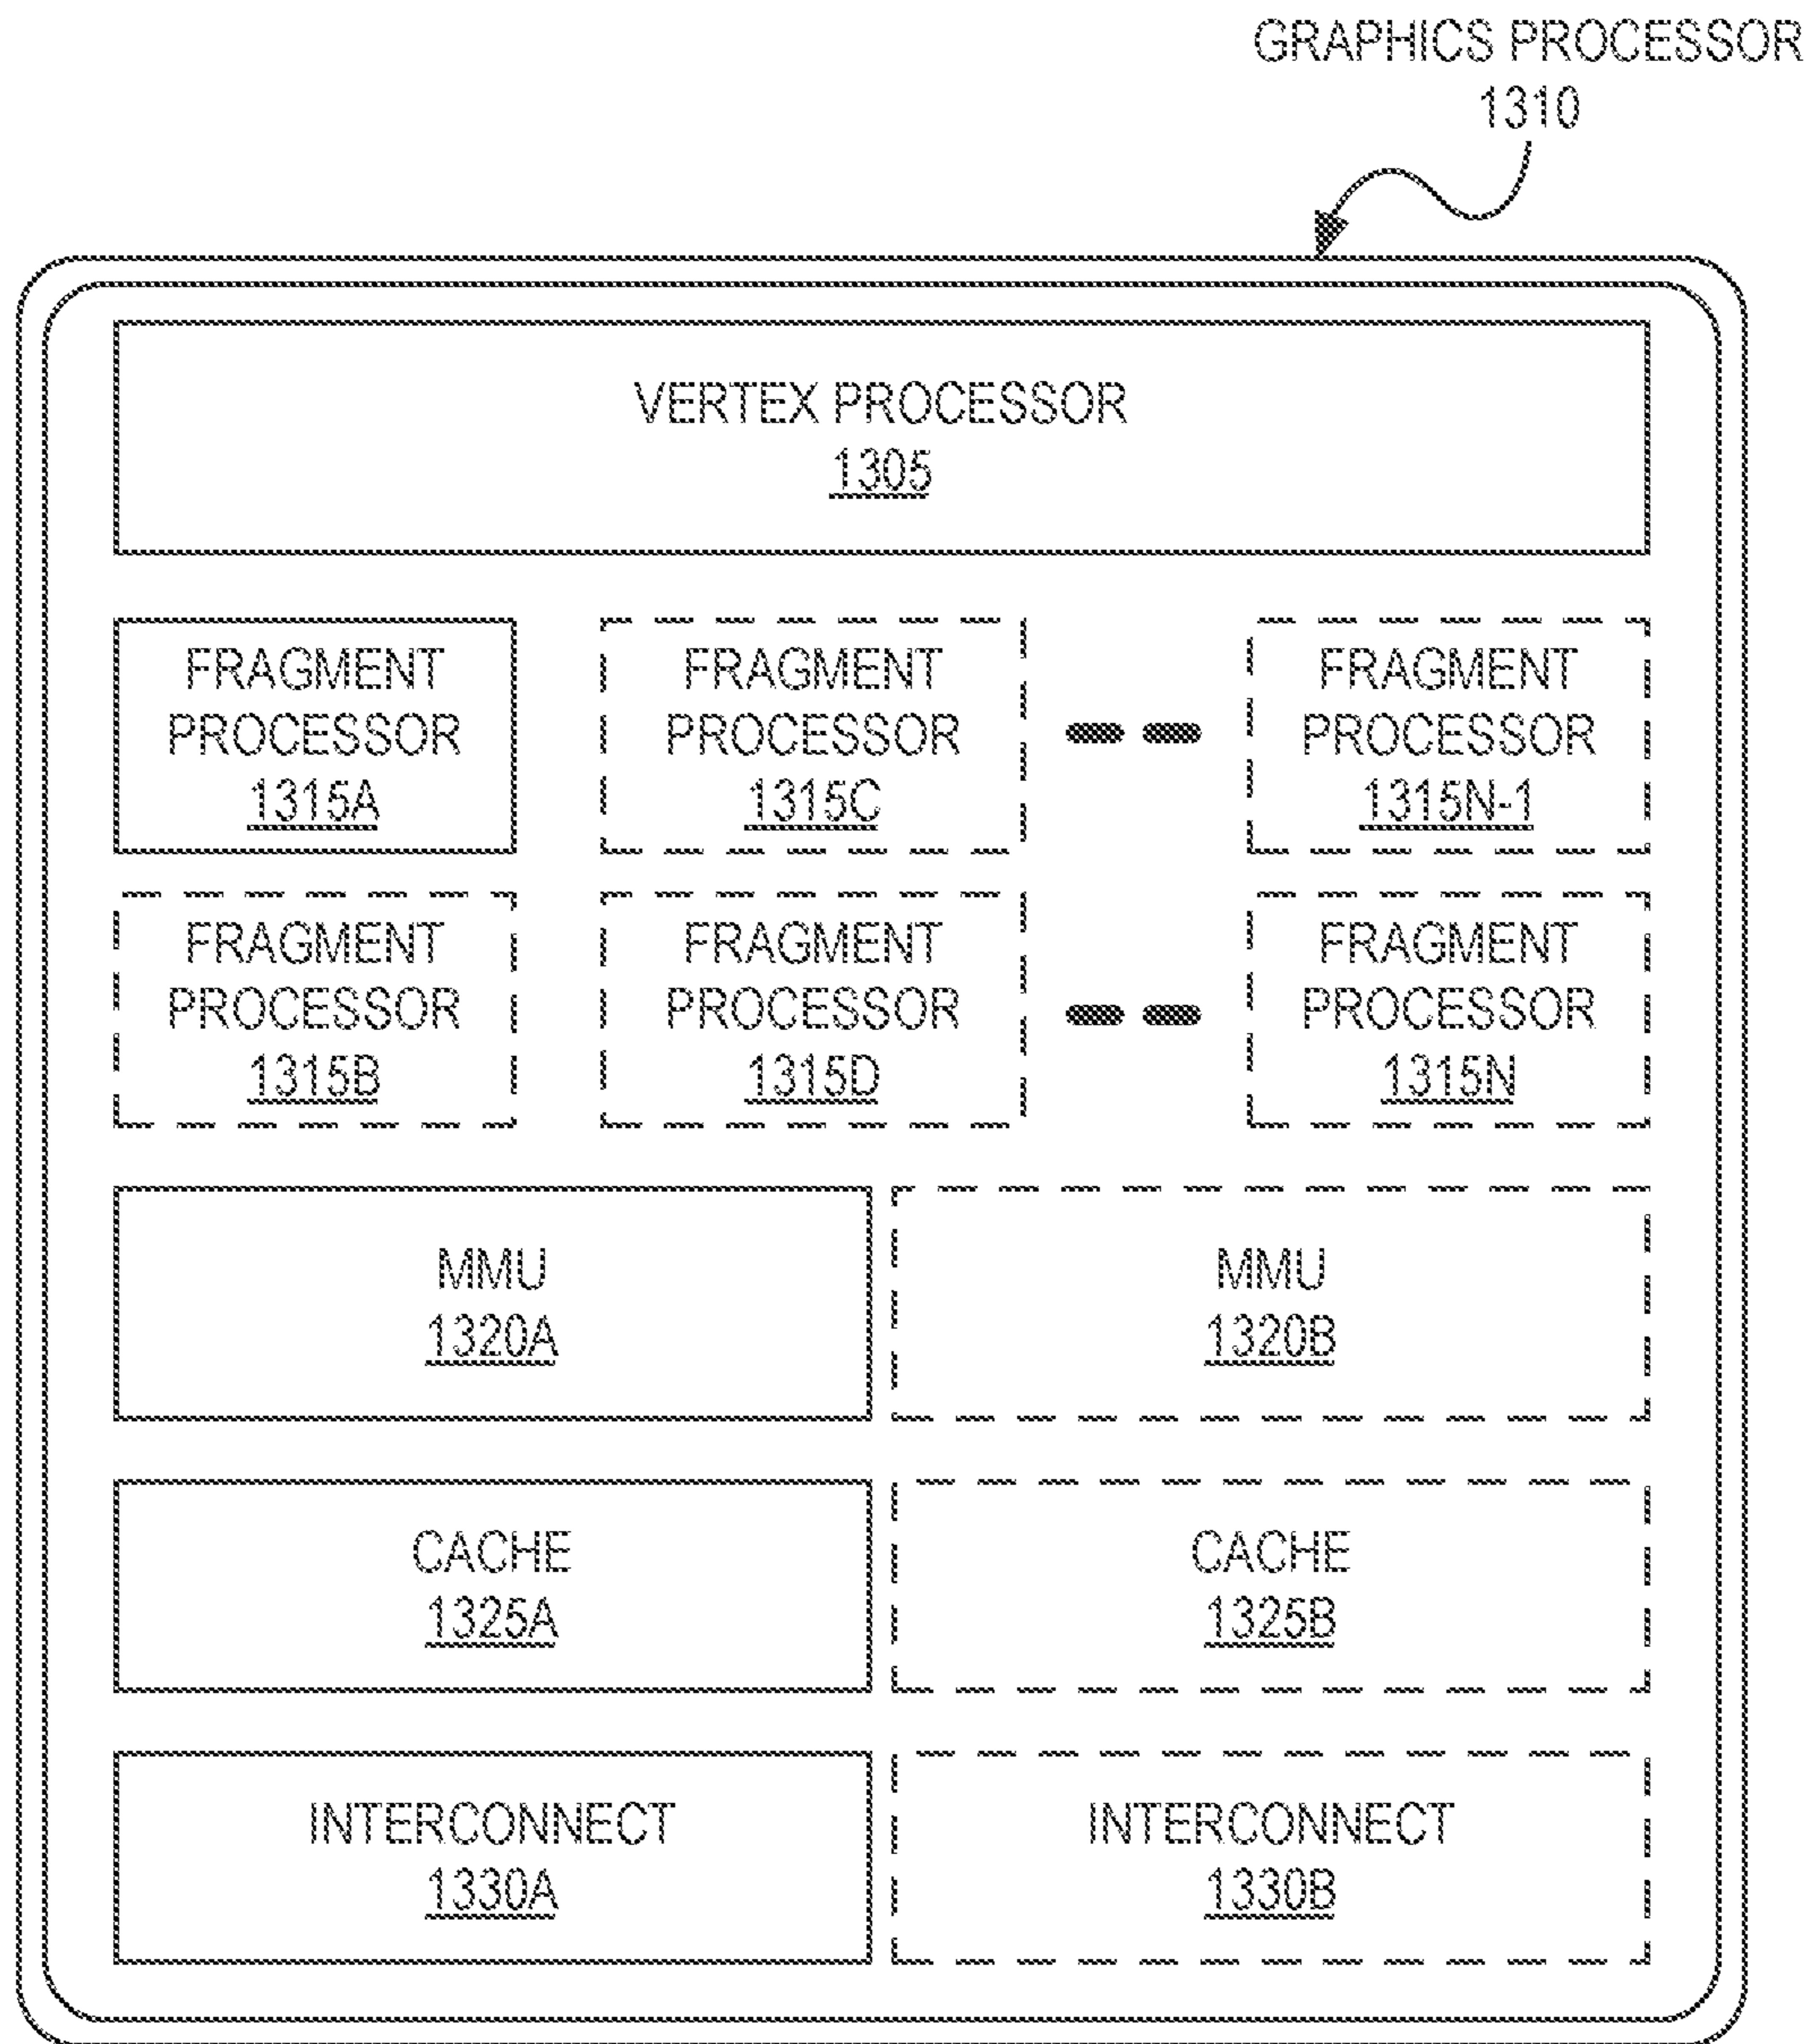 GRAPHICS PROCESSOR
1310
VERTEX PROCESSOR
1305
FRAGMENT
PROCESSOR
1315A
FRAGMENT
PROCESSOR
1315C
FRAGMENT
PROCESSOR
1315N-1
FRAGMENT
PROCESSOR
1315B
FRAGMENT
PROCESSOR
1315D
FRAGMENT
PROCESSOR
1315N
MMU
1320A
MMU
1320B
CACHE
1325A
CACHE
1325B
INTERCONNECT
1330A
INTERCONNECT
1330B